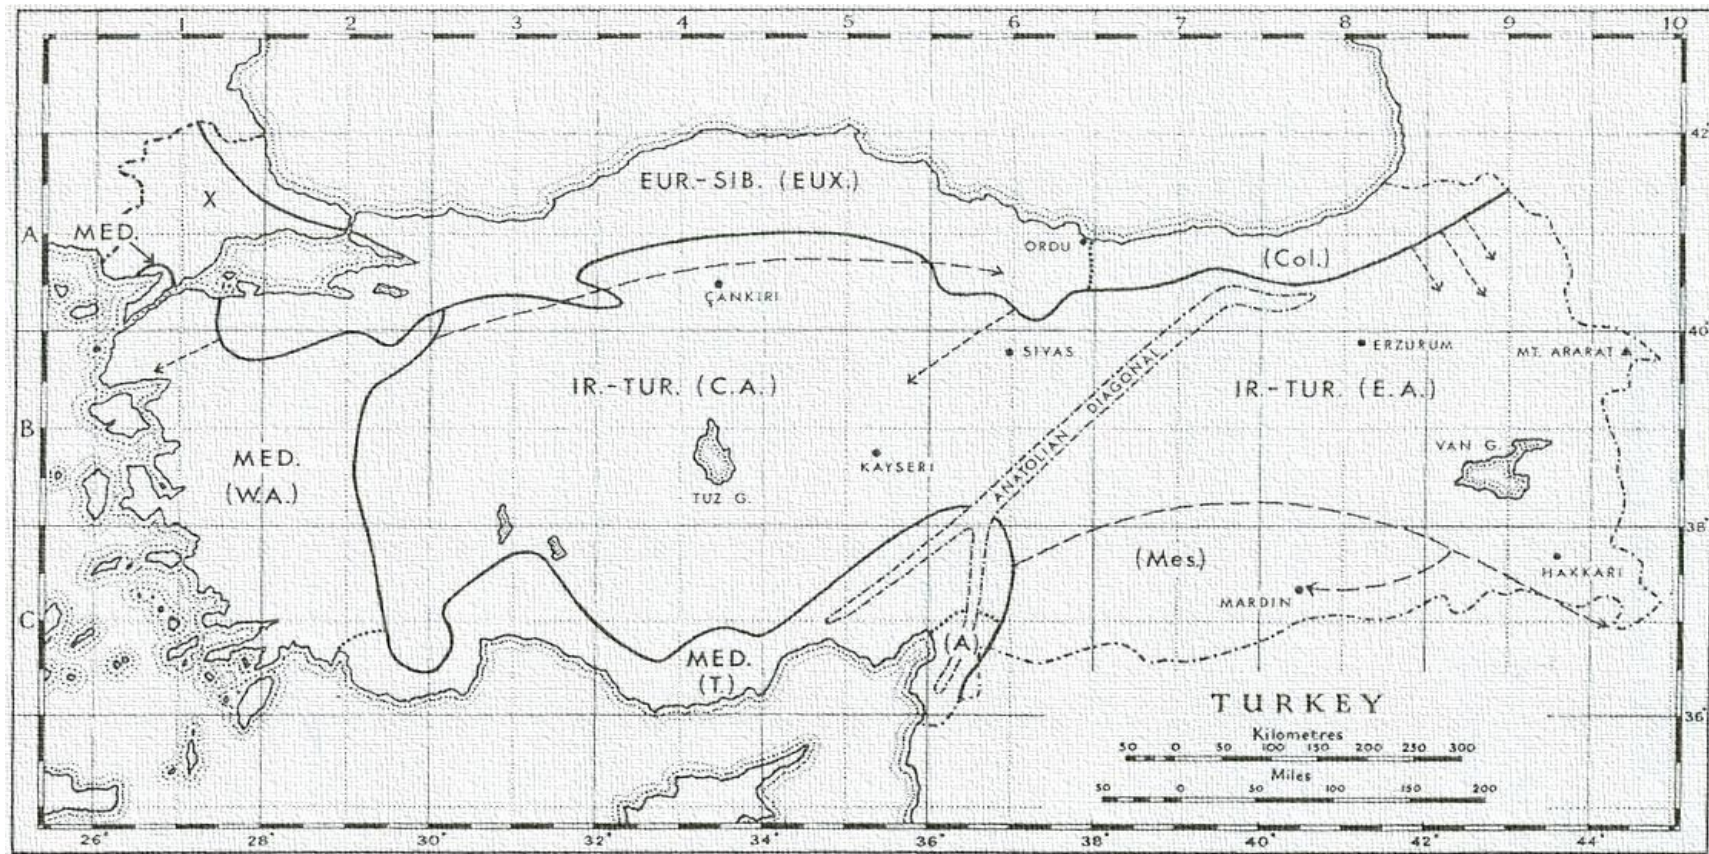 1 2 3 4 5 6 7 8 9 10
42°
EUR.-SIB. (EUX.)
X
MED.
A
ORDU
(Col.)
ÇANKIRI
40°
SIVAS
ERZURUM
MT. ARARAT
ANATOLIAN DIAGONAL
IR.-TUR. (C.A.)
IR.-TUR. (E.A.)
B
MED.
(W.A.)
KAYSERI
VAN G.
TUZ G.
38°
(Mes.)
HAKKARI
MARDIN
C
(A)
MED.
(T.)
TURKEY
36°
Kilometres
50 0 50 100 150 200 250 300
Miles
50 0 50 100 150 200
26° 28° 30° 32° 34° 36° 38° 40° 42° 44°